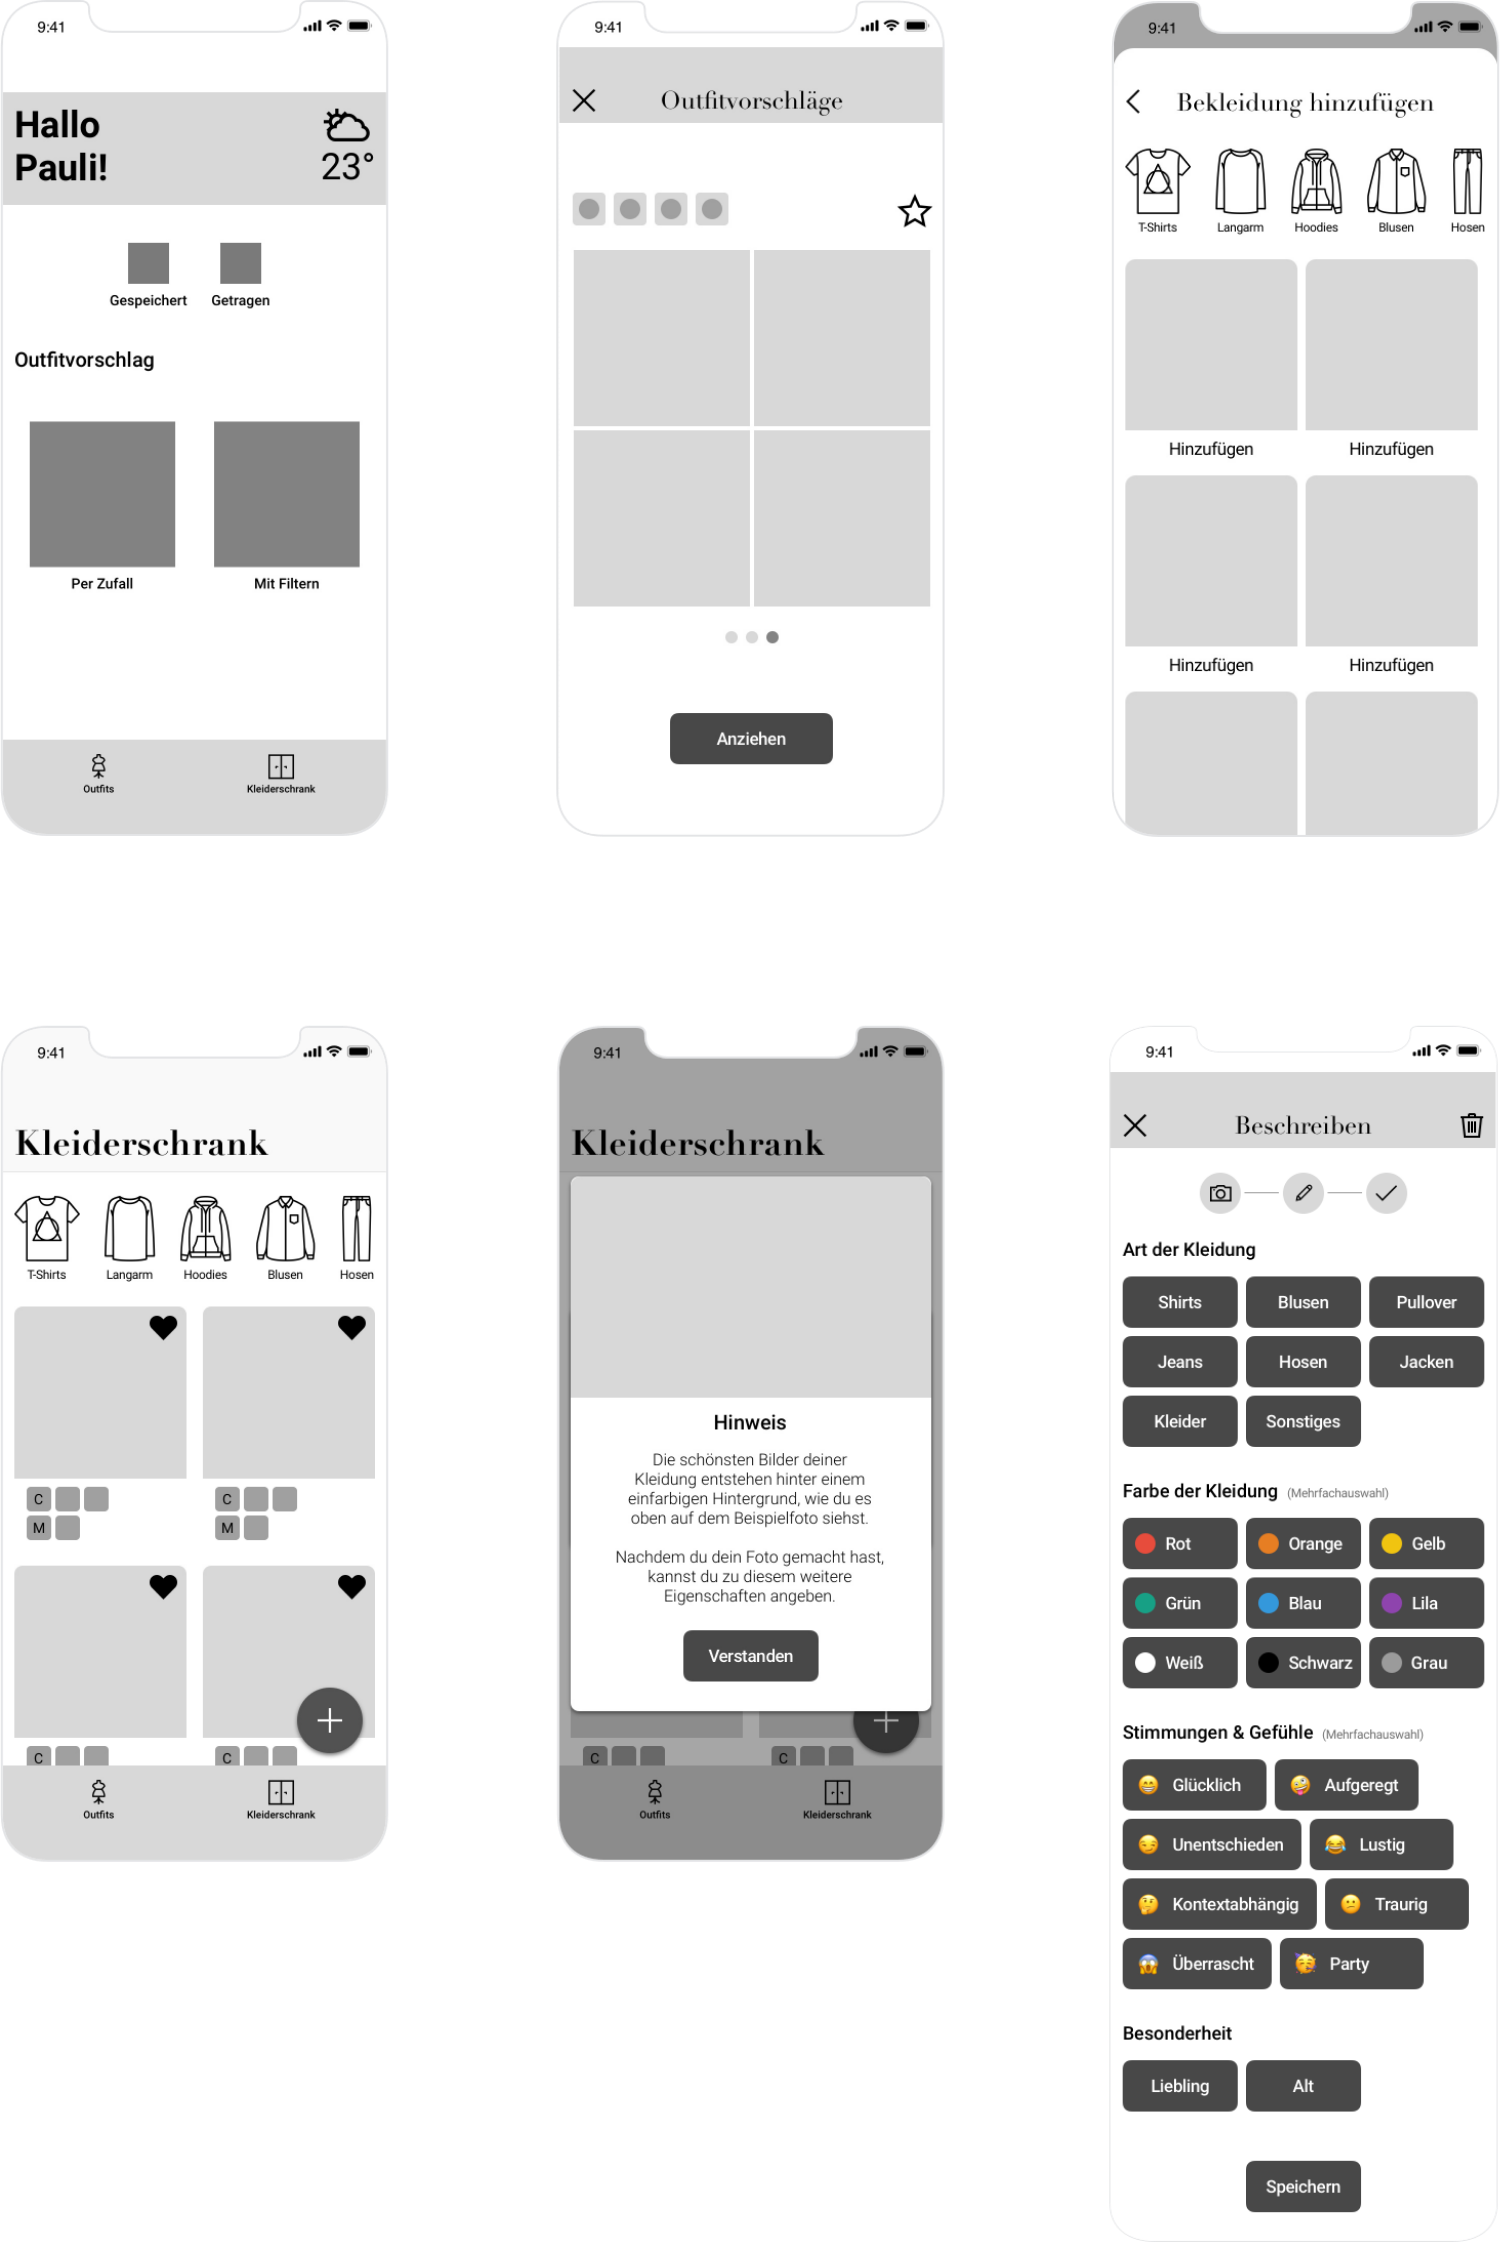 9:41
Hallo
Pauli!
23°
Gespeichert
Getragen
Outfitvorschlag
Per Zufall
Mit Filtern
Outfits
Kleiderschrank
9:41
Outfitvorschläge
Anziehen
9:41
Bekleidung hinzufügen
T-Shirts
Langarm
Hoodies
Blusen
Hosen
Hinzufügen
Hinzufügen
Hinzufügen
Hinzufügen
9:41
Kleiderschrank
T-Shirts
Langarm
Hoodies
Blusen
Hosen
C
C
M
M
C
C
Outfits
Kleiderschrank
9:41
Kleiderschrank
Hinweis
Die schönsten Bilder deiner
Kleidung entstehen hinter einem
einfarbigen Hintergrund, wie du es
oben auf dem Beispielfoto siehst.
Nachdem du dein Foto gemacht hast,
kannst du zu diesem weitere
Eigenschaften angeben.
Verstanden
C
C
Outfits
Kleiderschrank
9:41
Beschreiben
Art der Kleidung
Shirts
Blusen
Pullover
Jeans
Hosen
Jacken
Kleider
Sonstiges
Farbe der Kleidung (Mehrfachauswahl)
Rot
Orange
Gelb
Grün
Blau
Lila
Weiß
Schwarz
Grau
Stimmungen & Gefühle (Mehrfachauswahl)
Glücklich
Aufgeregt
Unentschieden
Lustig
Kontextabhängig
Traurig
Überrascht
Party
Besonderheit
Liebling
Alt
Speichern